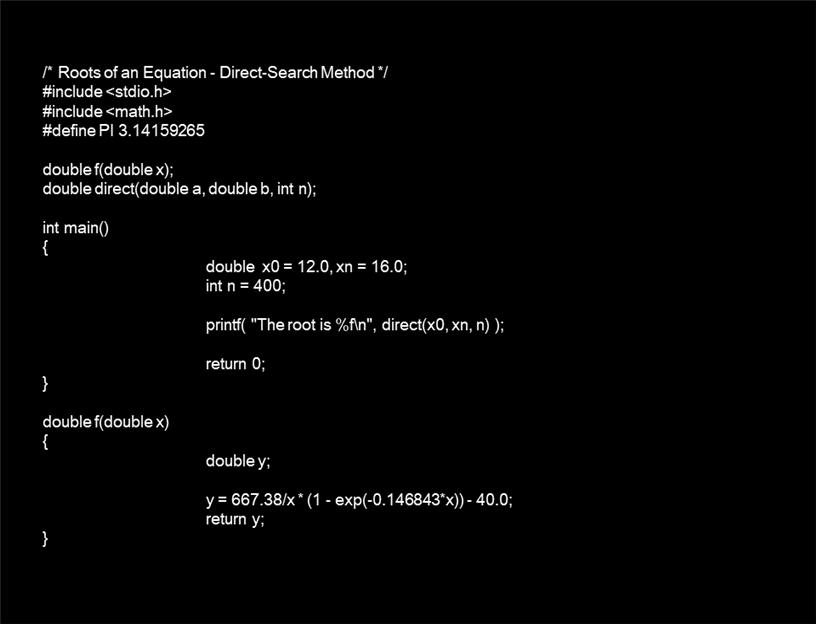 /* Roots of an Equation - Direct-Search Method */
#include <stdio.h>
#include <math.h>
#define PI 3.14159265
double f(double x);
double direct(double a, double b, int n);
int main()
{
double x0 = 12.0, xn = 16.0;
int n = 400;
printf( "The root is %f\n", direct(x0, xn, n) );
return 0;
}
double f(double x)
{
double y;
y = 667.38/x * (1 - exp(-0.146843*x)) - 40.0;
return y;
}